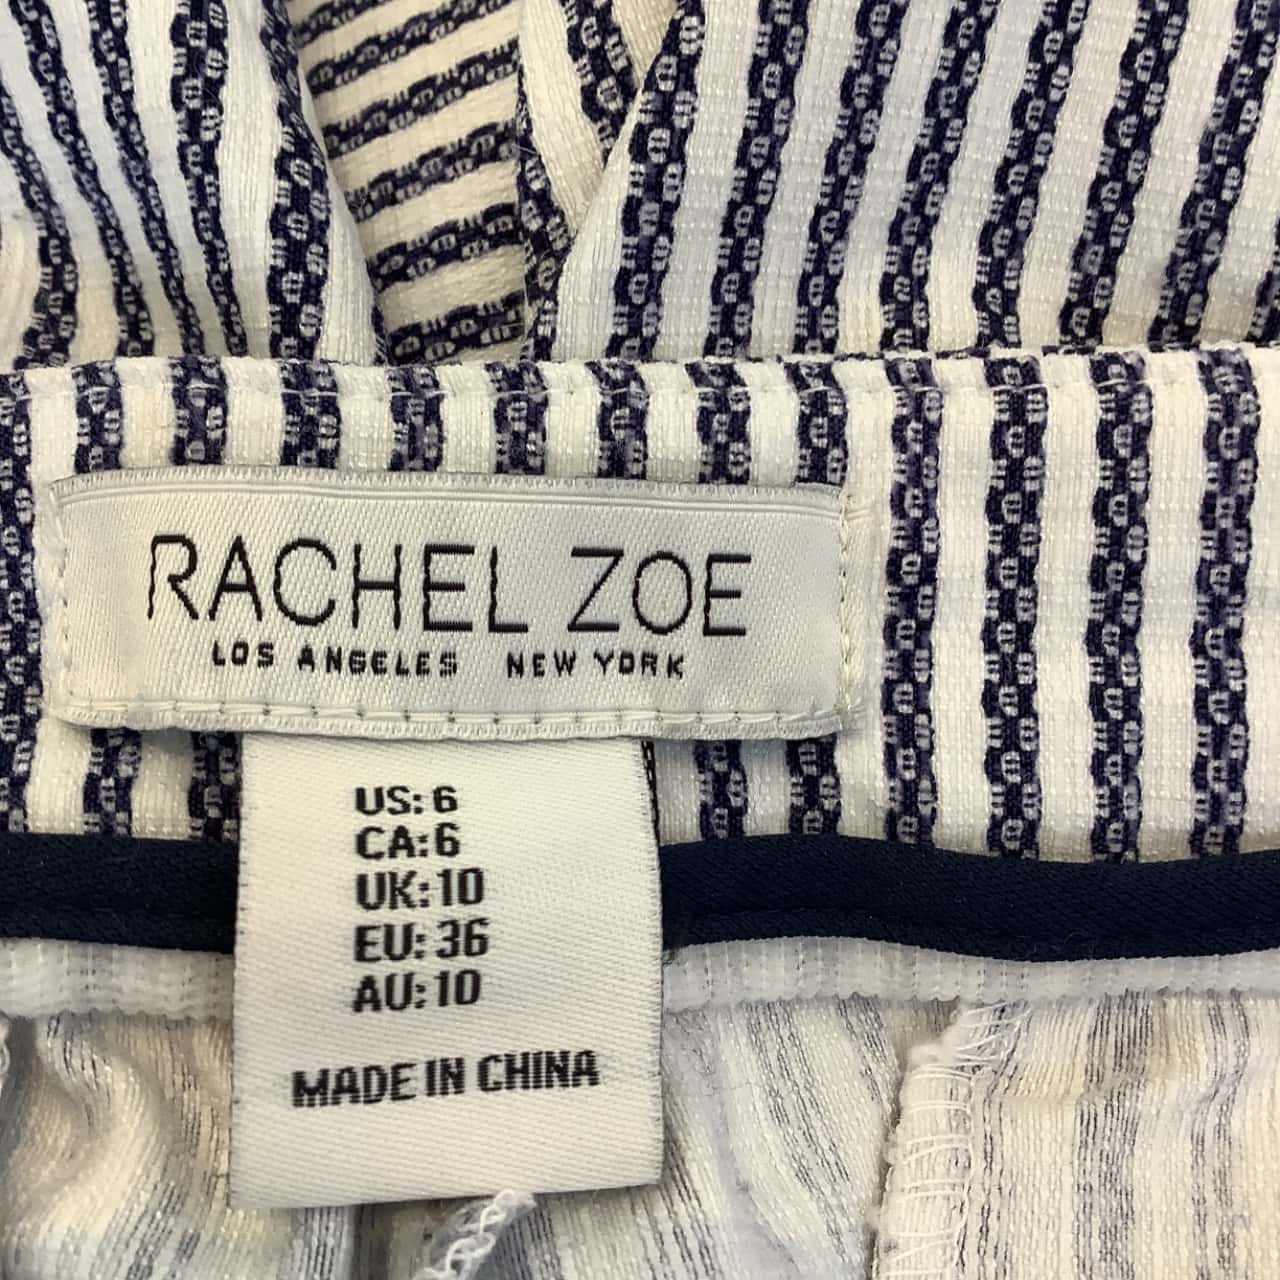 RACHEL ZOE
LOS ANGELES NEW YORK
US: 6
CA: 6
UK: 10
EU: 36
AU: 10
MADE IN CHINA